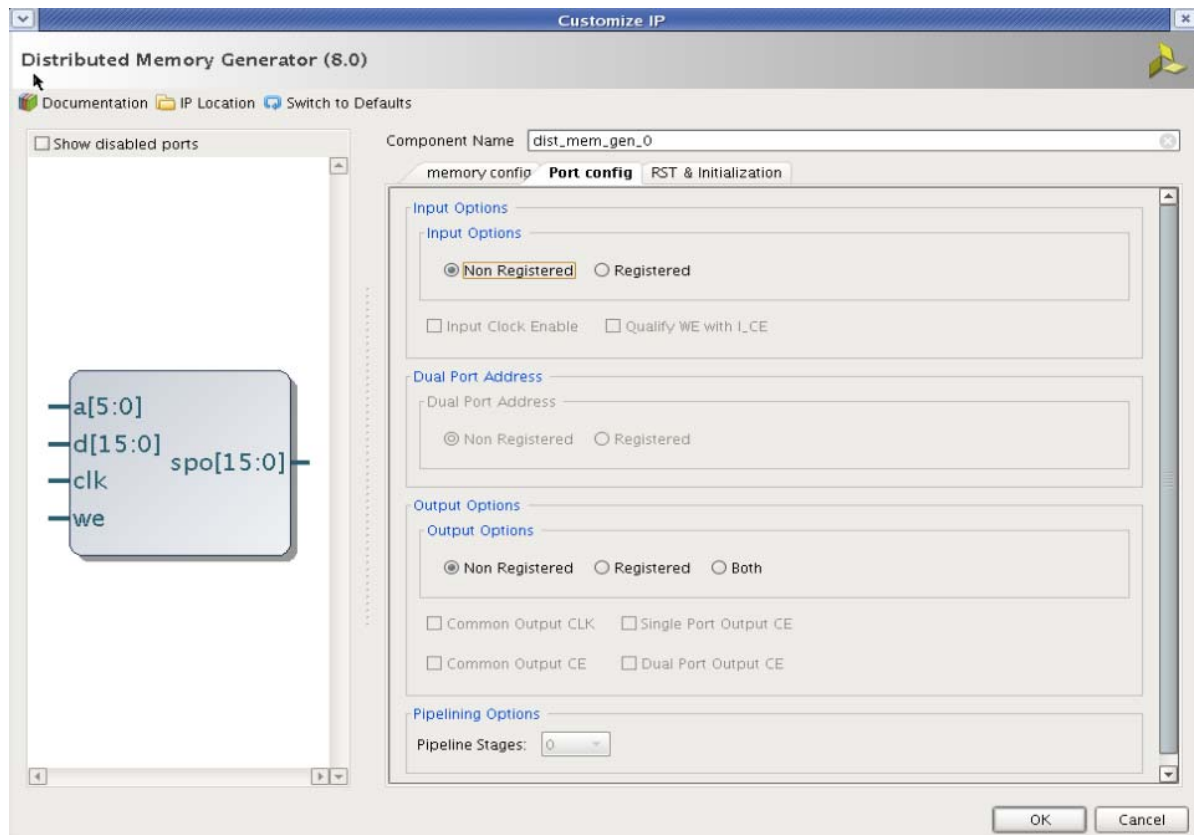 Customize IP
Distributed Memory Generator (8.0)
Documentation IP Location Switch to Defaults
Show disabled ports
a[5:0]
d[15:0]
clk
we
spo[15:0]
Component Name dist_mem_gen_0
memory config Port config RST & Initialization
Input Options
Input Options
Non Registered Registered
Input Clock Enable Qualify WE with I_CE
Dual Port Address
Dual Port Address
Non Registered Registered
Output Options
Output Options
Non Registered Registered Both
Common Output CLK Single Port Output CE
Common Output CE Dual Port Output CE
Pipelining Options
Pipeline Stages: 0
OK Cancel